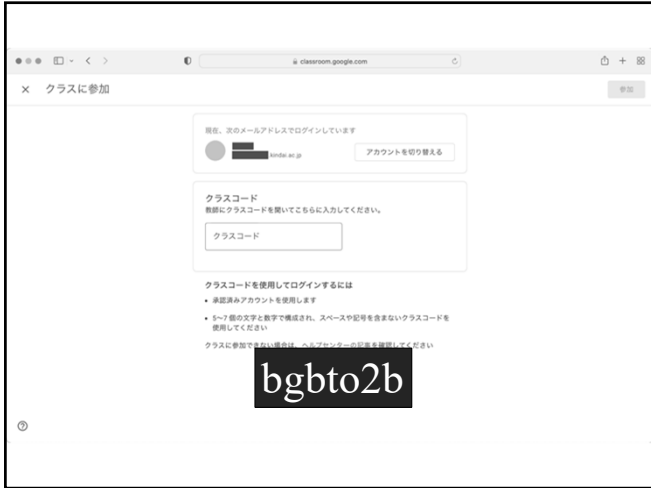 classroom.google.com
クラスに参加
参加
現在、次のメールアドレスでログインしています
kindai.ac.jp
アカウントを切り替える
クラスコード
教師にクラスコードを聞いてこちらに入力してください。
クラスコード
クラスコードを使用してログインするには
• 承認済みアカウントを使用します
• 5~7 個の文字と数字で構成され、スペースや記号を含まないクラスコードを
使用してください
クラスに参加できない場合は、ヘルプセンターの記事を確認してください
bgbto2b